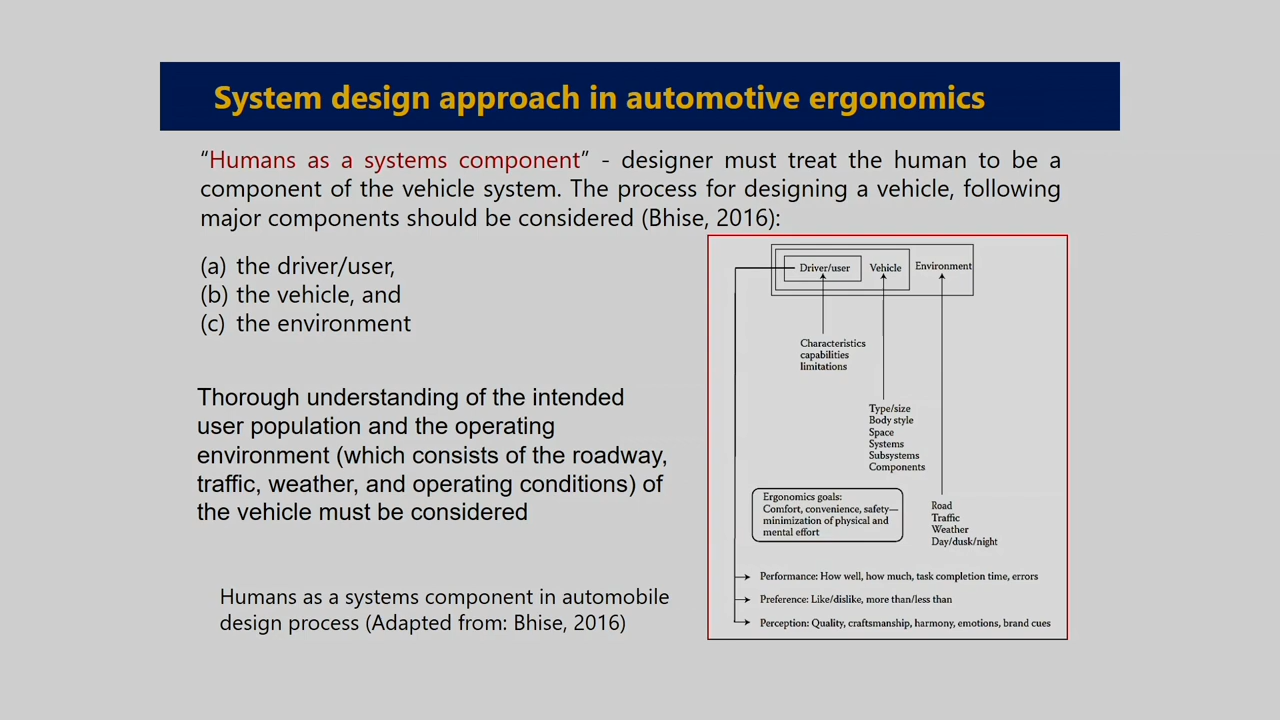 System design approach in automotive ergonomics
“Humans as a systems component” - designer must treat the human to be a
component of the vehicle system. The process for designing a vehicle, following
major components should be considered (Bhise, 2016):
(a) the driver/user,
(b) the vehicle, and
(c) the environment
Thorough understanding of the intended
user population and the operating
environment (which consists of the roadway,
traffic, weather, and operating conditions) of
the vehicle must be considered
Humans as a systems component in automobile
design process (Adapted from: Bhise, 2016)
Driver/user Vehicle Environment
Characteristics
capabilities
limitations
Type/size
Body style
Space
Systems
Subsystems
Components
Ergonomics goals:
Comfort, convenience, safety—
minimization of physical and
mental effort
Road
Traffic
Weather
Day/dusk/night
Performance: How well, how much, task completion time, errors
Preference: Like/dislike, more than/less than
Perception: Quality, craftsmanship, harmony, emotions, brand cues